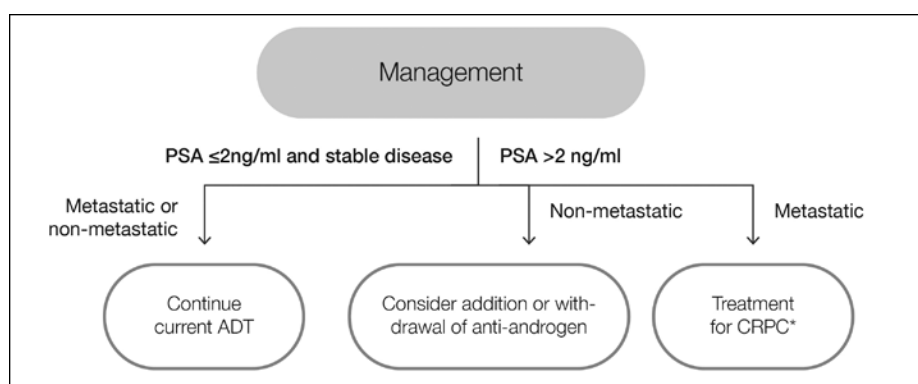 Management
PSA ≤2ng/ml and stable disease
PSA >2 ng/ml
Metastatic or
non-metastatic
Non-metastatic
Metastatic
Continue
current ADT
Consider addition or with-
drawal of anti-androgen
Treatment
for CRPC*